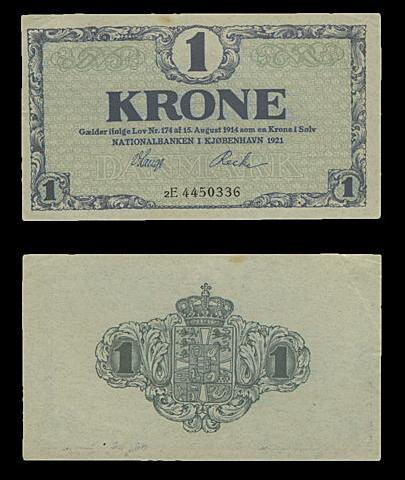 1
KRONE
Gælder ifølge Lov Nr. 174 af 15. August 1914 som en Krone i Sølv
NATIONALBANKEN I KJØBENHAVN 1921
DANMARK
1
2E 4450336
1
1
1